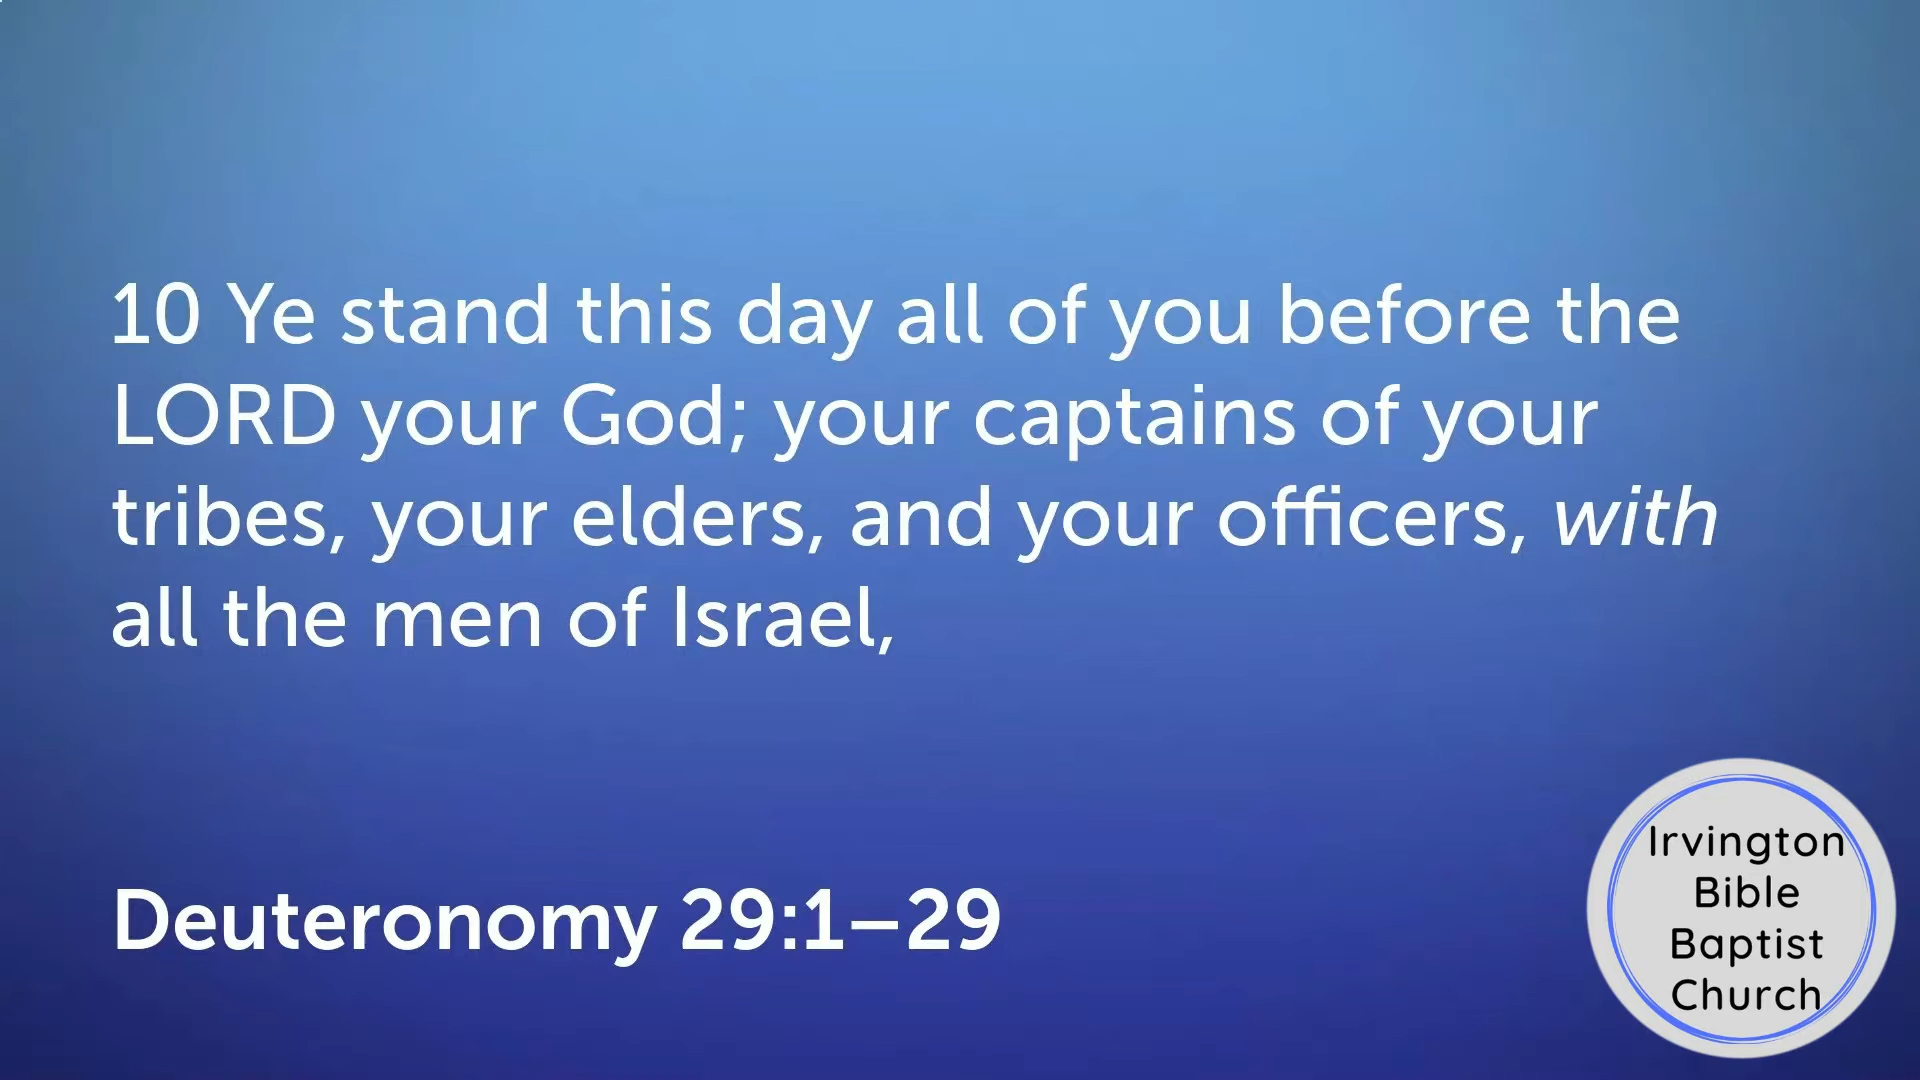 10 Ye stand this day all of you before the
LORD your God; your captains of your
tribes, your elders, and your officers, with
all the men of Israel,
Deuteronomy 29:1–29
Irvington
Bible
Baptist
Church